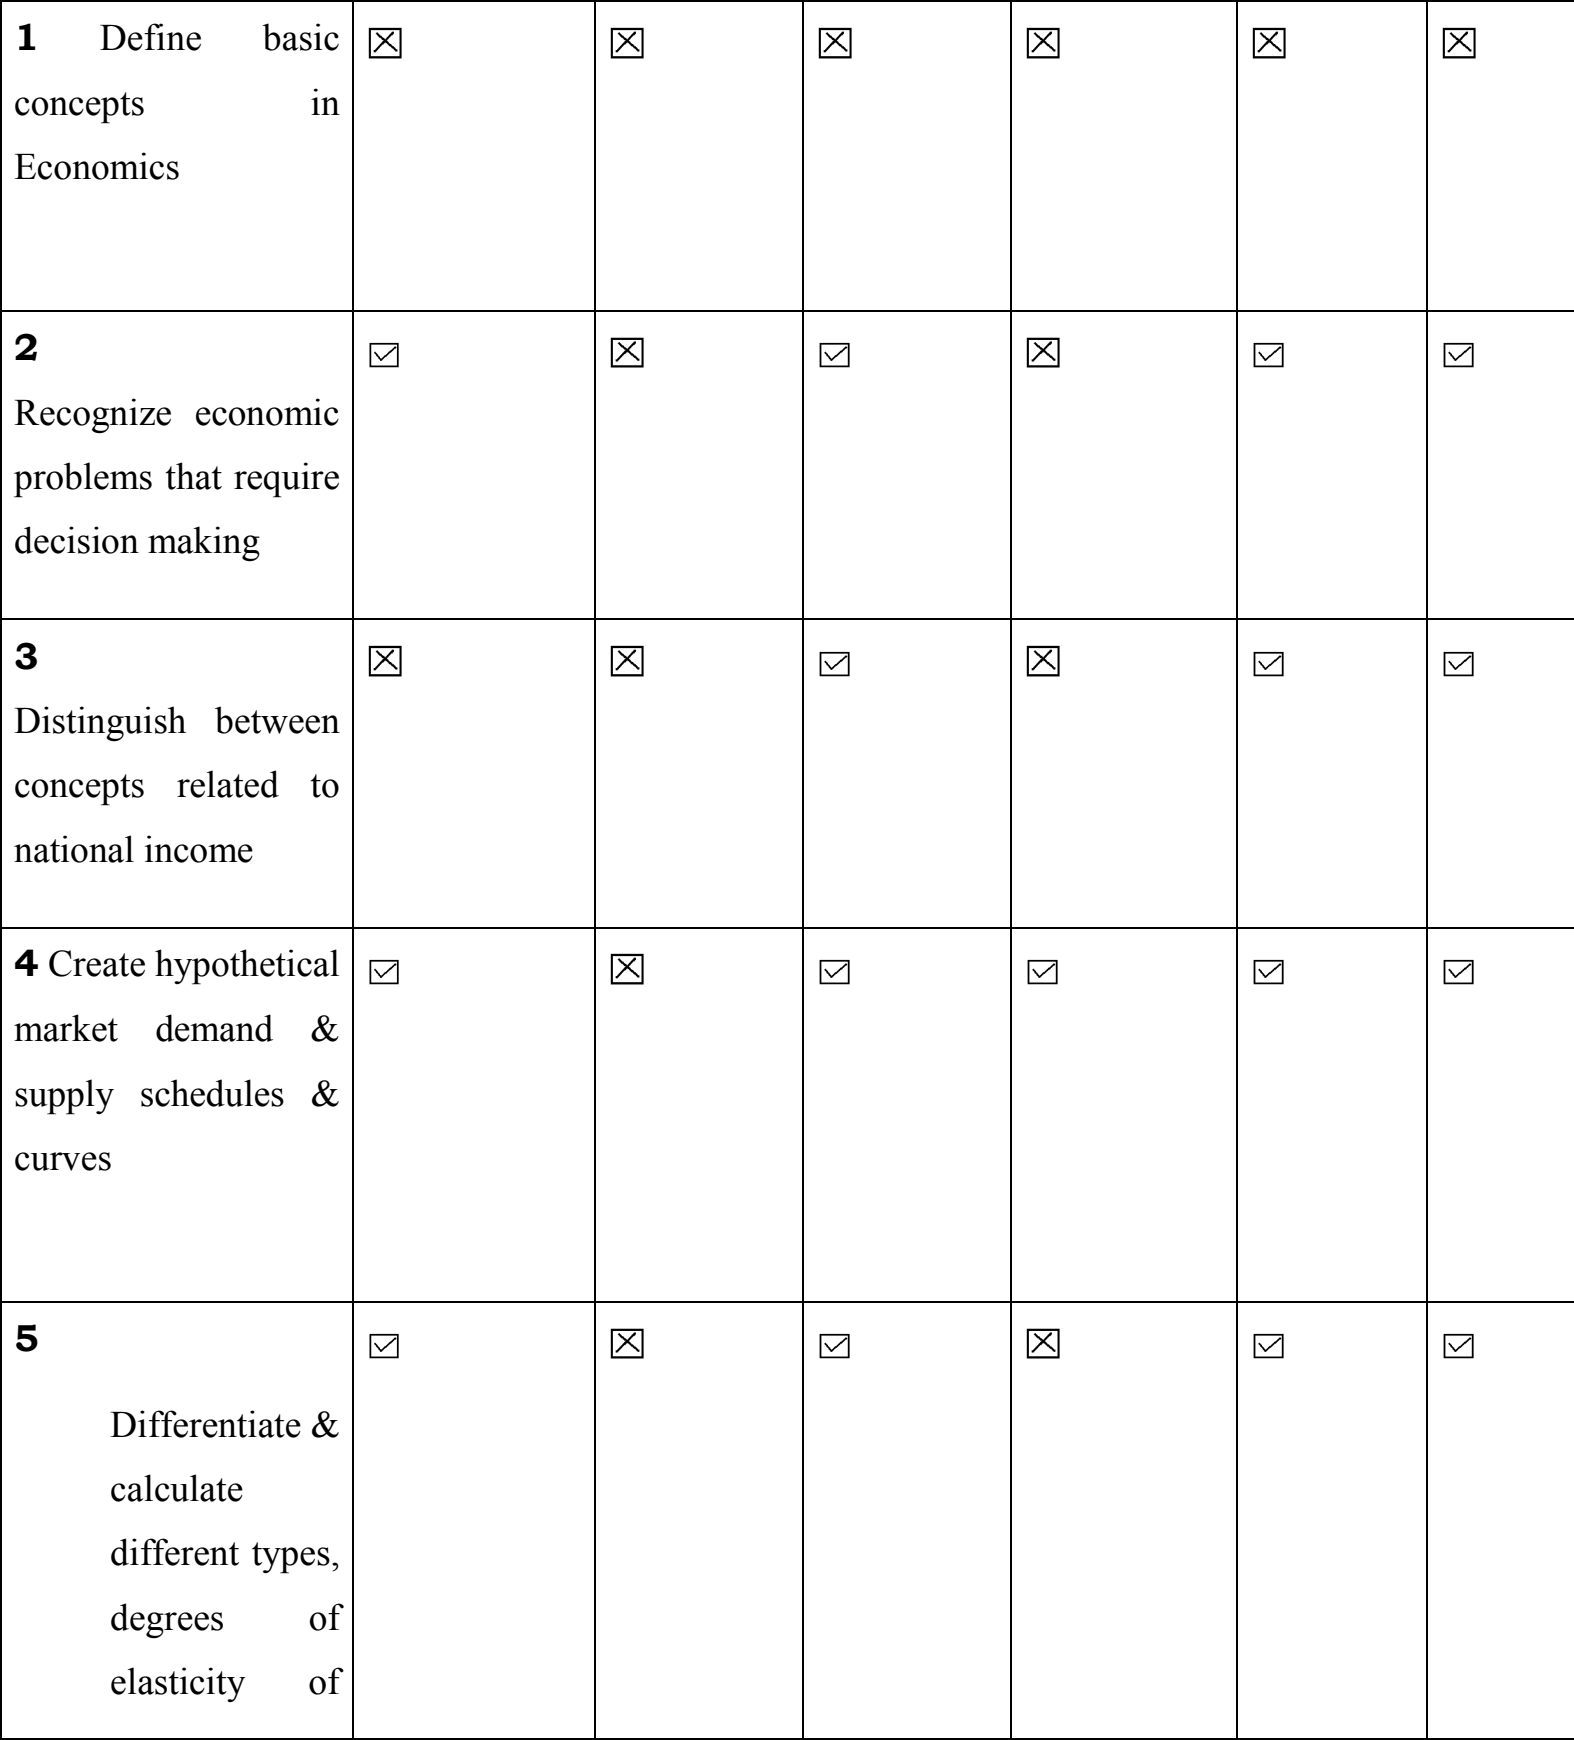 1 Define basic ☒ ☒ ☒ ☒ ☒ ☒
concepts in
Economics
2 ☑ ☒ ☑ ☒ ☑ ☑
Recognize economic
problems that require
decision making
3 ☒ ☒ ☑ ☒ ☑ ☑
Distinguish between
concepts related to
national income
4 Create hypothetical ☑ ☒ ☑ ☑ ☑ ☑
market demand &
supply schedules &
curves
5 ☑ ☒ ☑ ☒ ☑ ☑
Differentiate &
calculate
different types,
degrees of
elasticity of